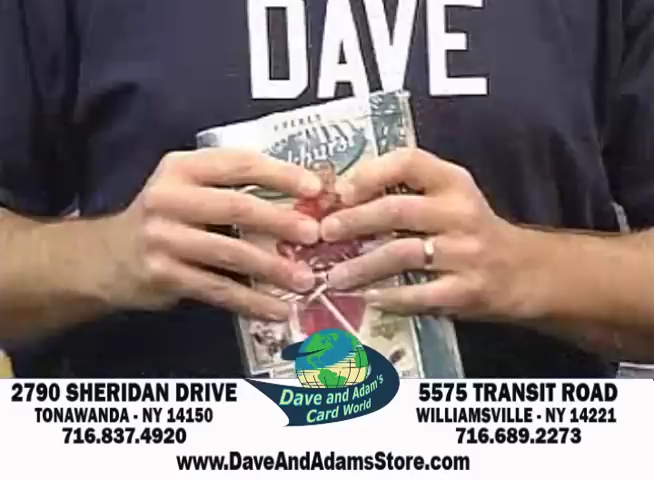 DAVE
khurst
2790 SHERIDAN DRIVE
TONAWANDA - NY 14150
716.837.4920
Dave and Adam's
Card World
5575 TRANSIT ROAD
WILLIAMSVILLE - NY 14221
716.689.2273
www.DaveAndAdamsStore.com